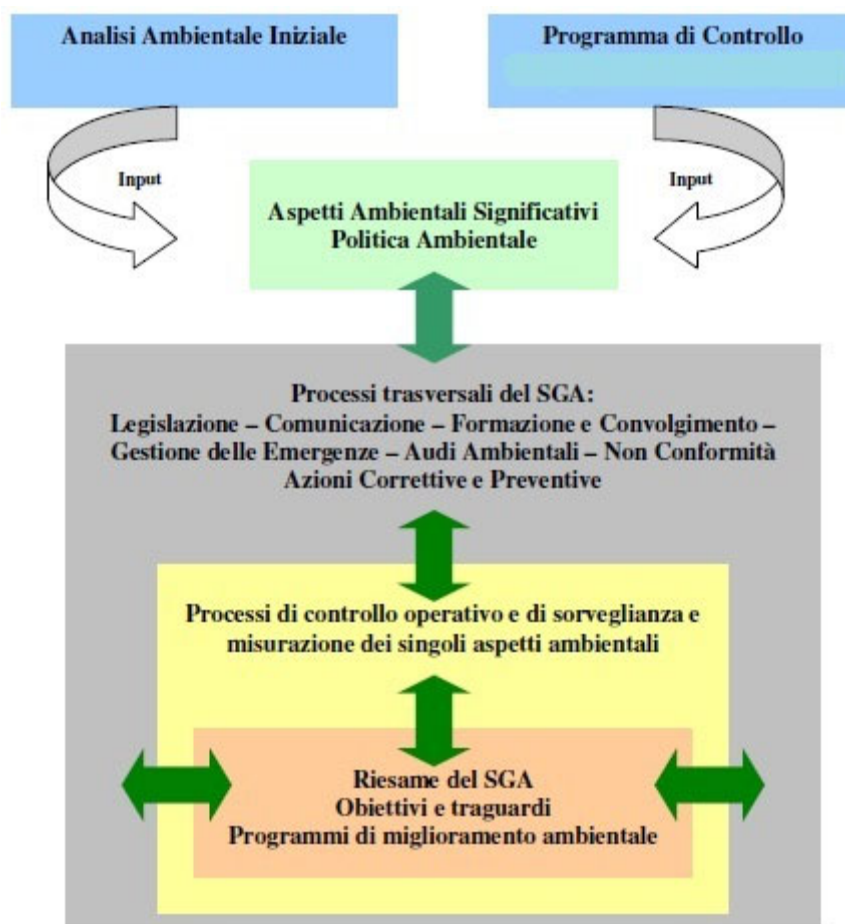 Analisi Ambientale Iniziale
Programma di Controllo
Input
Input
Aspetti Ambientali Significativi
Politica Ambientale
Processi trasversali del SGA:
Legislazione – Comunicazione – Formazione e Convolgimento –
Gestione delle Emergenze – Audi Ambientali – Non Conformità
Azioni Correttive e Preventive
Processi di controllo operativo e di sorveglianza e
misurazione dei singoli aspetti ambientali
Riesame del SGA
Obiettivi e traguardi
Programmi di miglioramento ambientale